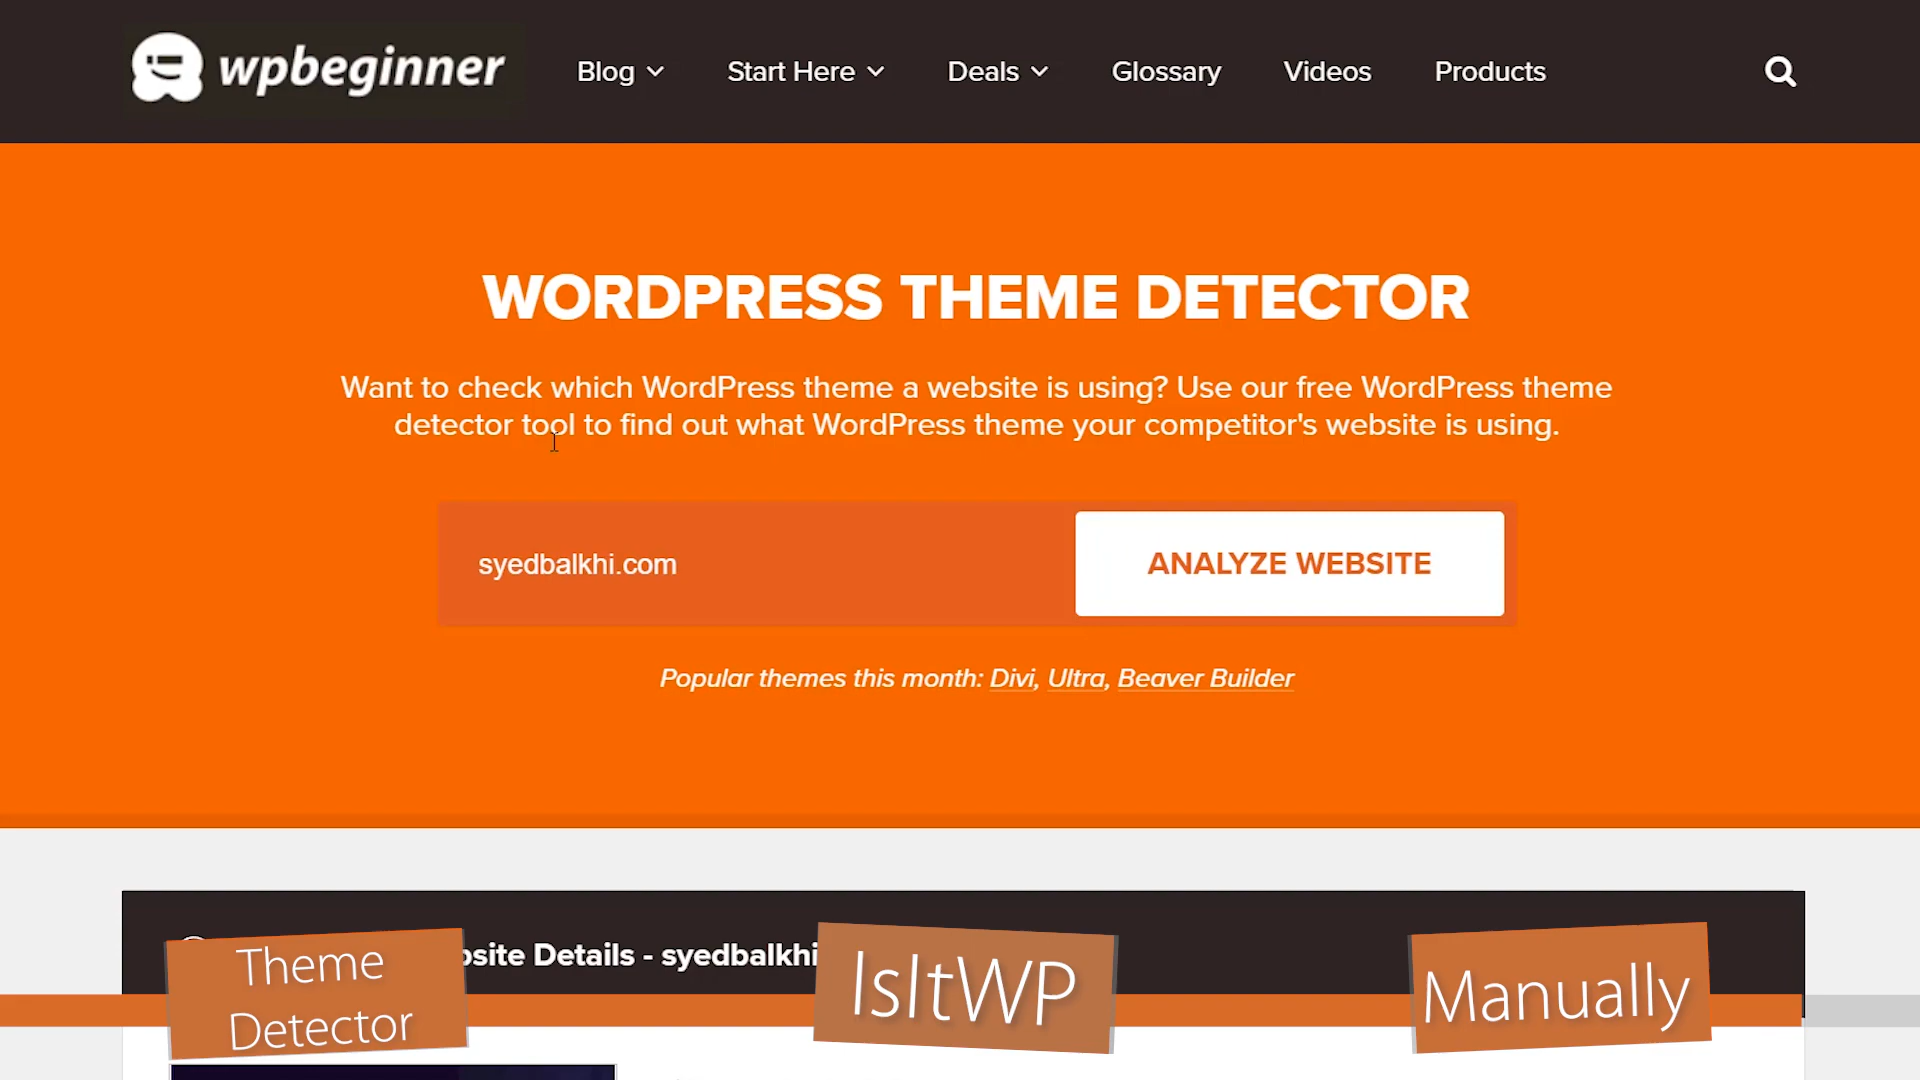 wpbeginner
Blog
Start Here
Deals
Glossary
Videos
Products
WORDPRESS THEME DETECTOR
Want to check which WordPress theme a website is using? Use our free WordPress theme
detector tool to find out what WordPress theme your competitor's website is using.
syedbalkhi.com
ANALYZE WEBSITE
Popular themes this month: Divi, Ultra, Beaver Builder
Details - syedbalkhi
Theme
Detector
IsItWP
Manually